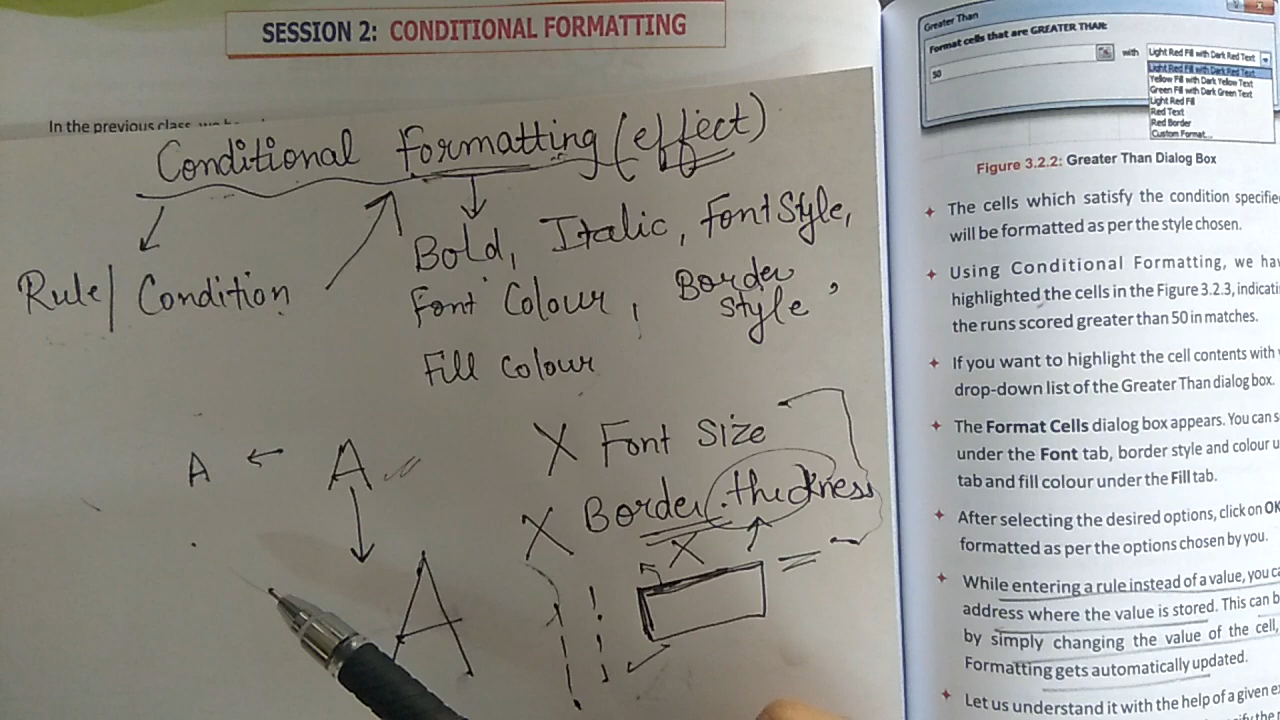 SESSION 2: CONDITIONAL FORMATTING
In the previous class
Conditional Formatting (effect)
Rule/ Condition
Bold, Italic, Font Style,
Font Colour, Border style,
Fill Colour
A ← A
A
X Font Size
X Border thickness
X
Greater Than
Format cells that are GREATER THAN:
50 with Light Red Fill with Dark Red Text
Light Red Fill with Dark Red Text
Yellow Fill with Dark Yellow Text
Green Fill with Dark Green Text
Light Red Fill
Red Text
Red Border
Custom Format...
Figure 3.2.2: Greater Than Dialog Box
The cells which satisfy the condition
will be formatted as per the style chosen.
Using Conditional Formatting, we
highlighted the cells in the Figure 3.2.3,
the runs scored greater than 50 in matches.
If you want to highlight the cell contents with
drop-down list of the Greater Than dialog box.
The Format Cells dialog box appears. You can
under the Font tab, border style and colour
tab and fill colour under the Fill tab.
After selecting the desired options, click on OK
formatted as per the options chosen by you.
While entering a rule instead of a value, you
address where the value is stored. This can
by simply changing the value of the cell,
Formatting gets automatically updated.
Let us understand it with the help of a given